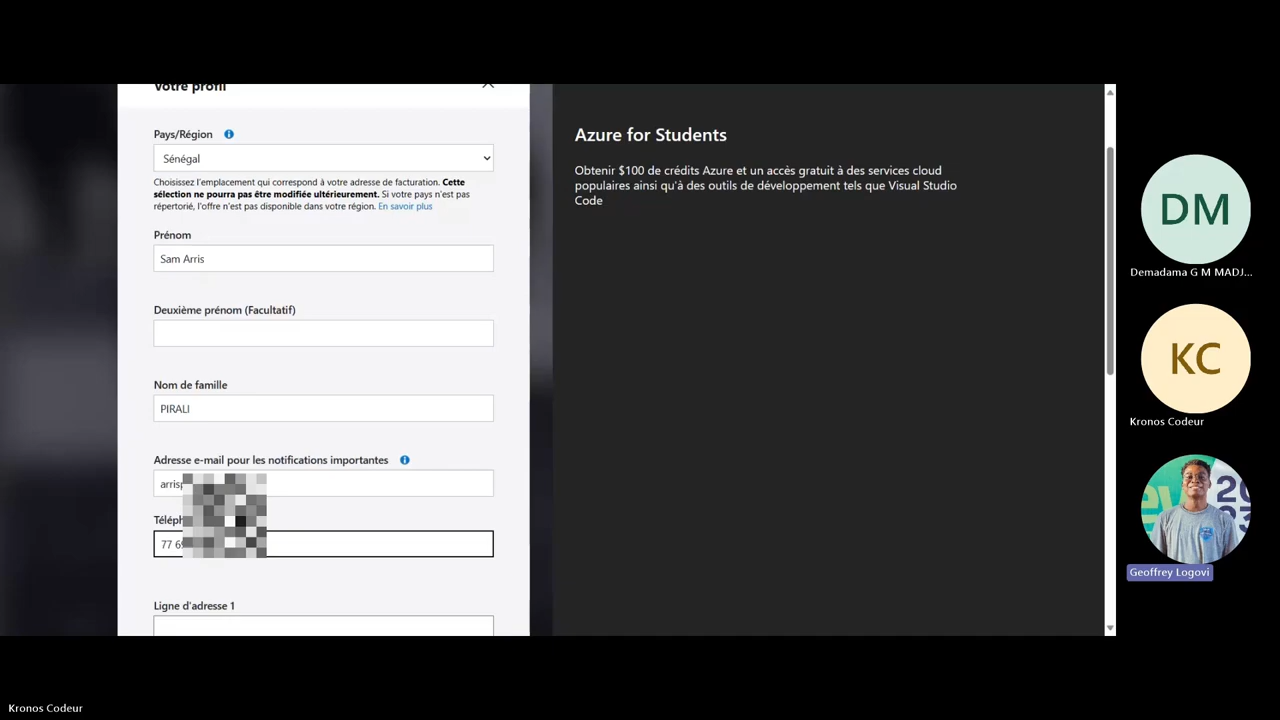 Votre profil
Pays/Région
Sénégal
Choisissez l'emplacement qui correspond à votre adresse de facturation. Cette
sélection ne pourra pas être modifiée ultérieurement. Si votre pays n'est pas
répertorié, l'offre n'est pas disponible dans votre région. En savoir plus
Prénom
Sam Arris
Deuxième prénom (Facultatif)
Nom de famille
PIRALI
Adresse e-mail pour les notifications importantes
77
Ligne d'adresse 1
Azure for Students
Obtenir $100 de crédits Azure et un accès gratuit à des services cloud
populaires ainsi qu'à des outils de développement tels que Visual Studio
Code
DM
Demadama G M MADJ...
KC
Kronos Codeur
Geoffrey Logovi
Kronos Codeur